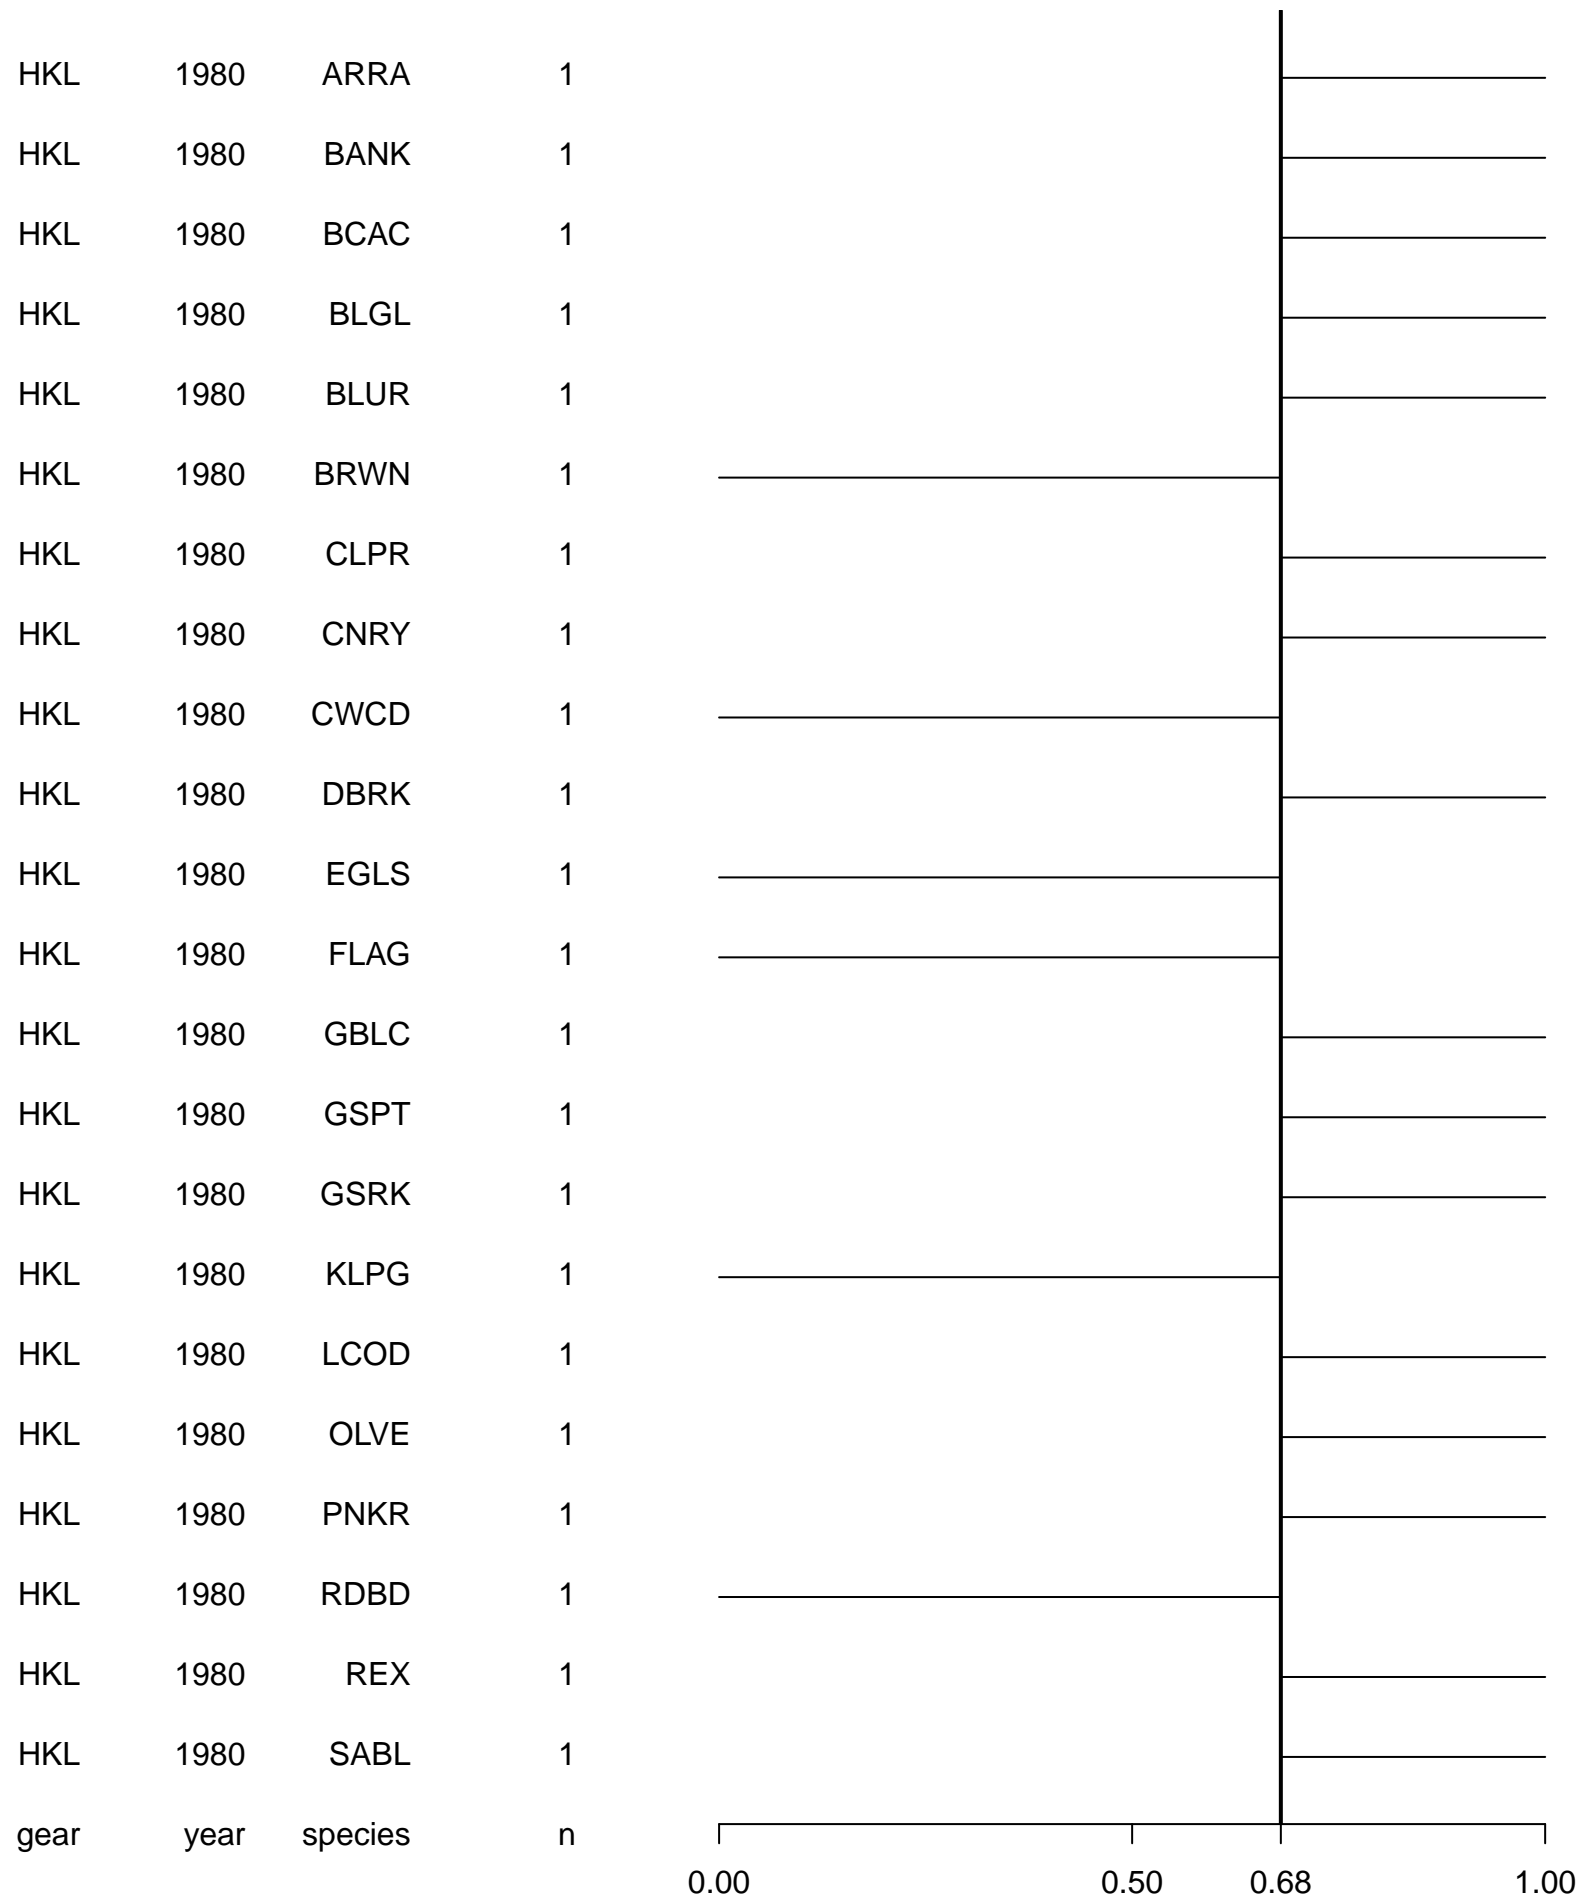 HKL 1980 ARRA 1
HKL 1980 BANK 1
HKL 1980 BCAC 1
HKL 1980 BLGL 1
HKL 1980 BLUR 1
HKL 1980 BRWN 1
HKL 1980 CLPR 1
HKL 1980 CNRY 1
HKL 1980 CWCD 1
HKL 1980 DBRK 1
HKL 1980 EGLS 1
HKL 1980 FLAG 1
HKL 1980 GBLC 1
HKL 1980 GSPT 1
HKL 1980 GSRK 1
HKL 1980 KLPG 1
HKL 1980 LCOD 1
HKL 1980 OLVE 1
HKL 1980 PNKR 1
HKL 1980 RDBD 1
HKL 1980 REX 1
HKL 1980 SABL 1
gear year species n
0.00 0.50 0.68 1.00